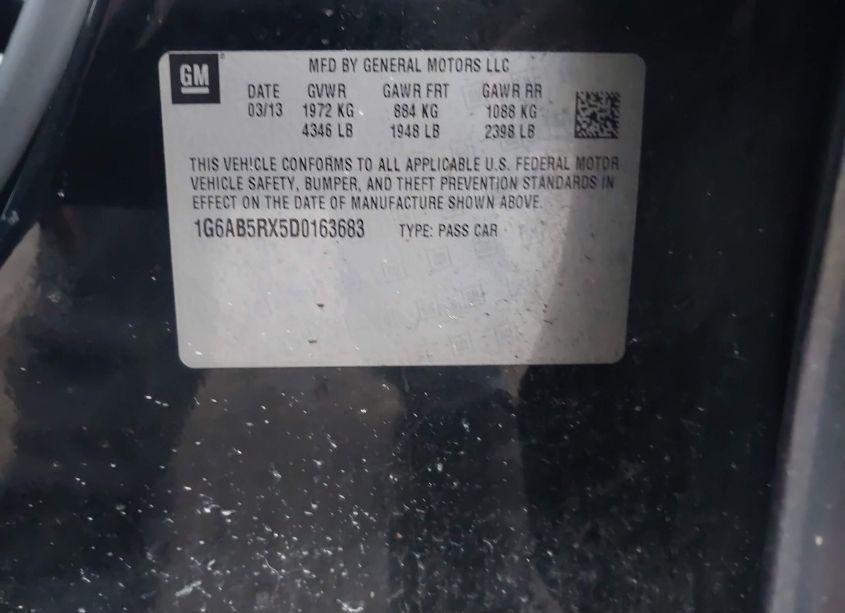 GM
MFD BY GENERAL MOTORS LLC
DATE GVWR GAWR FRT GAWR RR
03/13 1972 KG 884 KG 1088 KG
4346 LB 1948 LB 2398 LB
THIS VEHICLE CONFORMS TO ALL APPLICABLE U.S. FEDERAL MOTOR
VEHICLE SAFETY, BUMPER, AND THEFT PREVENTION STANDARDS IN
EFFECT ON THE DATE OF MANUFACTURE SHOWN ABOVE.
1G6AB5RX5D0163683 TYPE: PASS CAR